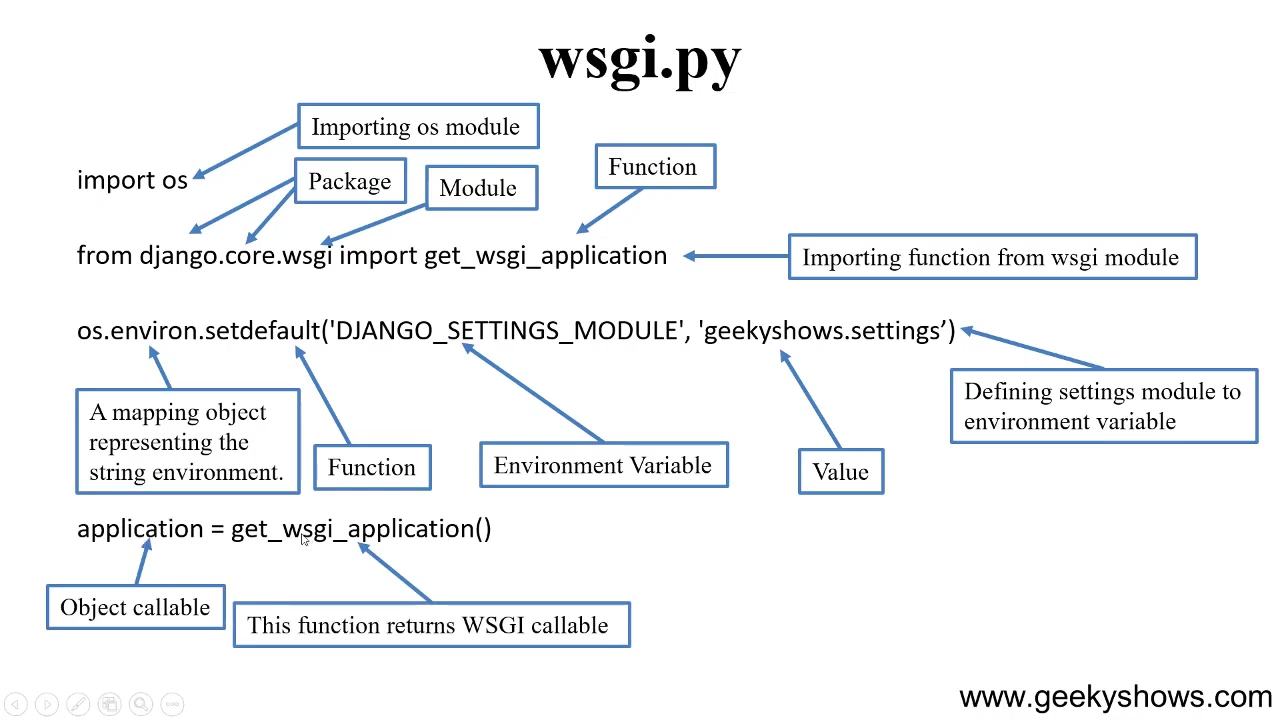 wsgi.py
Importing os module
import os
Package
Module
Function
from django.core.wsgi import get_wsgi_application
Importing function from wsgi module
os.environ.setdefault('DJANGO_SETTINGS_MODULE', 'geekyshows.settings’)
A mapping object
representing the
string environment.
Function
Environment Variable
Value
Defining settings module to
environment variable
application = get_wsgi_application()
Object callable
This function returns WSGI callable
www.geekyshows.com